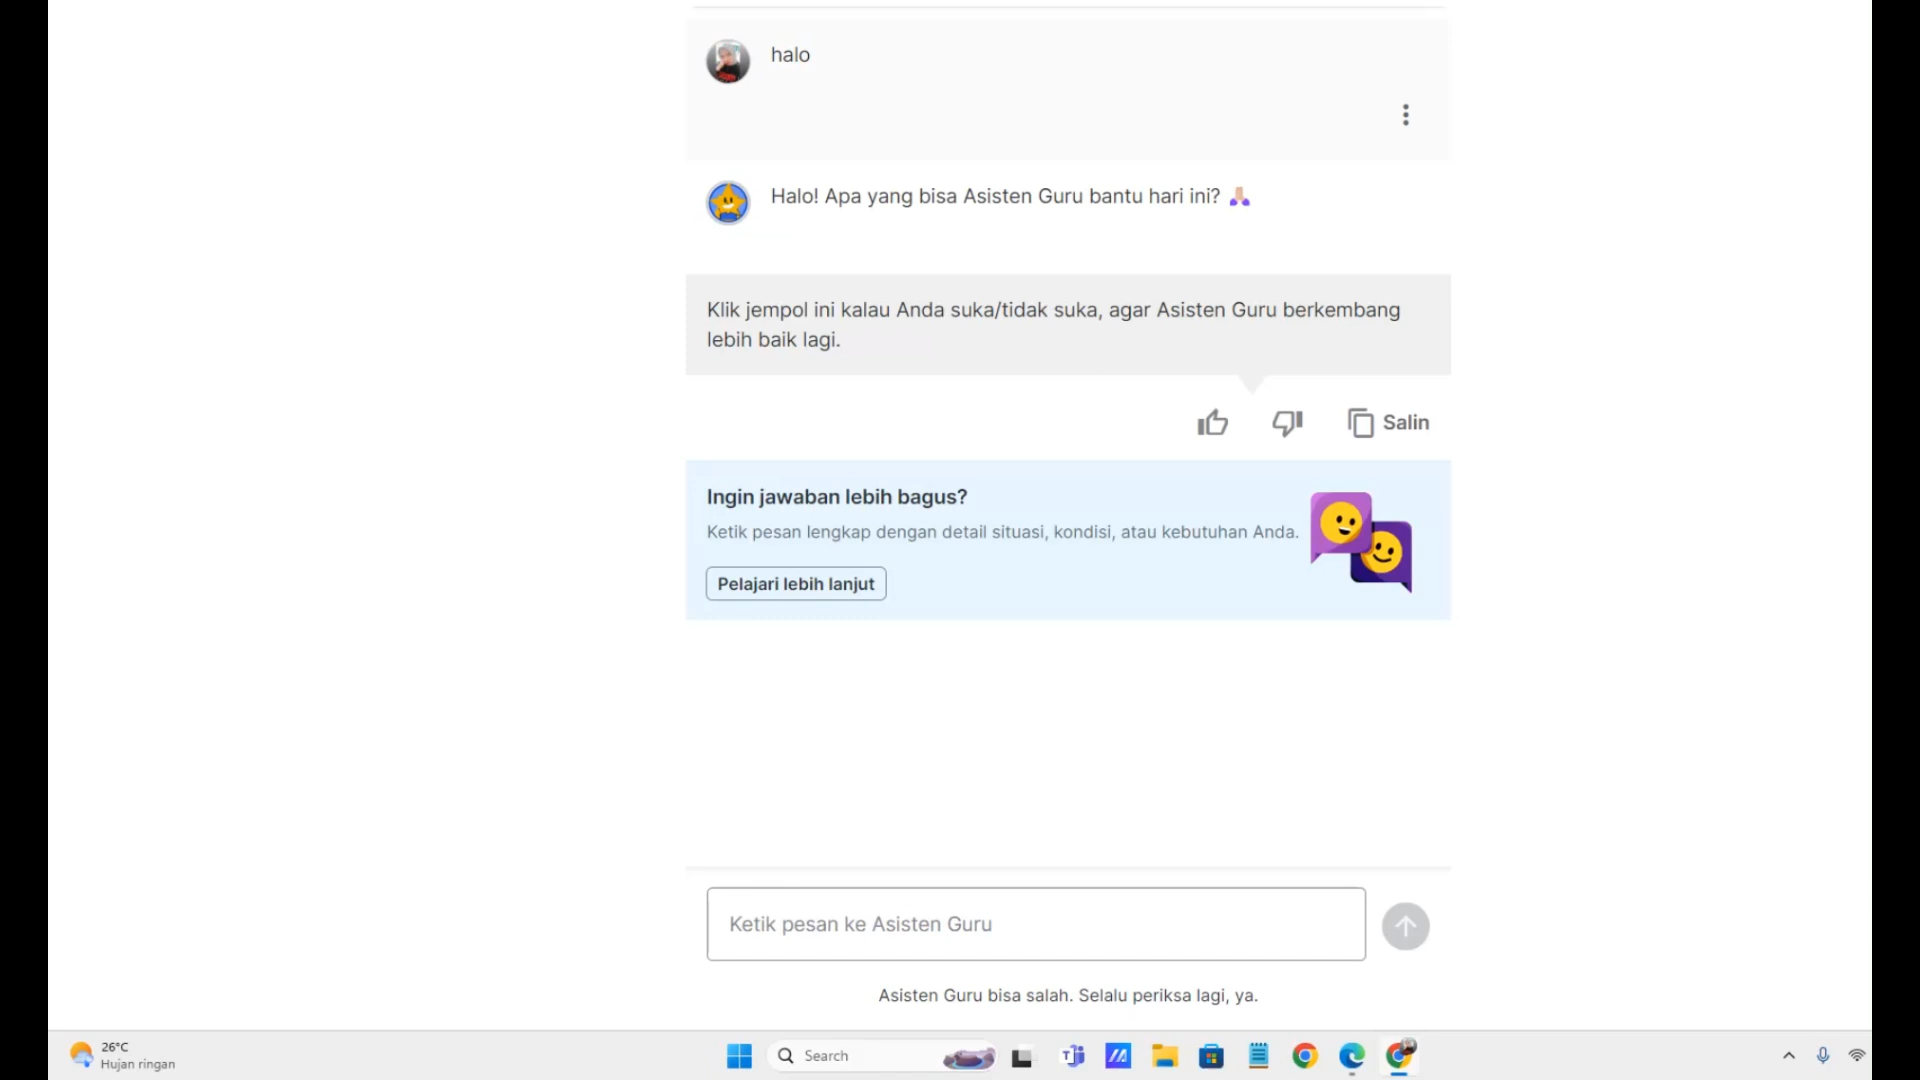 halo
Halo! Apa yang bisa Asisten Guru bantu hari ini?
Klik jempol ini kalau Anda suka/tidak suka, agar Asisten Guru berkembang
lebih baik lagi.
Salin
Ingin jawaban lebih bagus?
Ketik pesan lengkap dengan detail situasi, kondisi, atau kebutuhan Anda.
Pelajari lebih lanjut
Ketik pesan ke Asisten Guru
Asisten Guru bisa salah. Selalu periksa lagi, ya.
26°C
Hujan ringan
Search